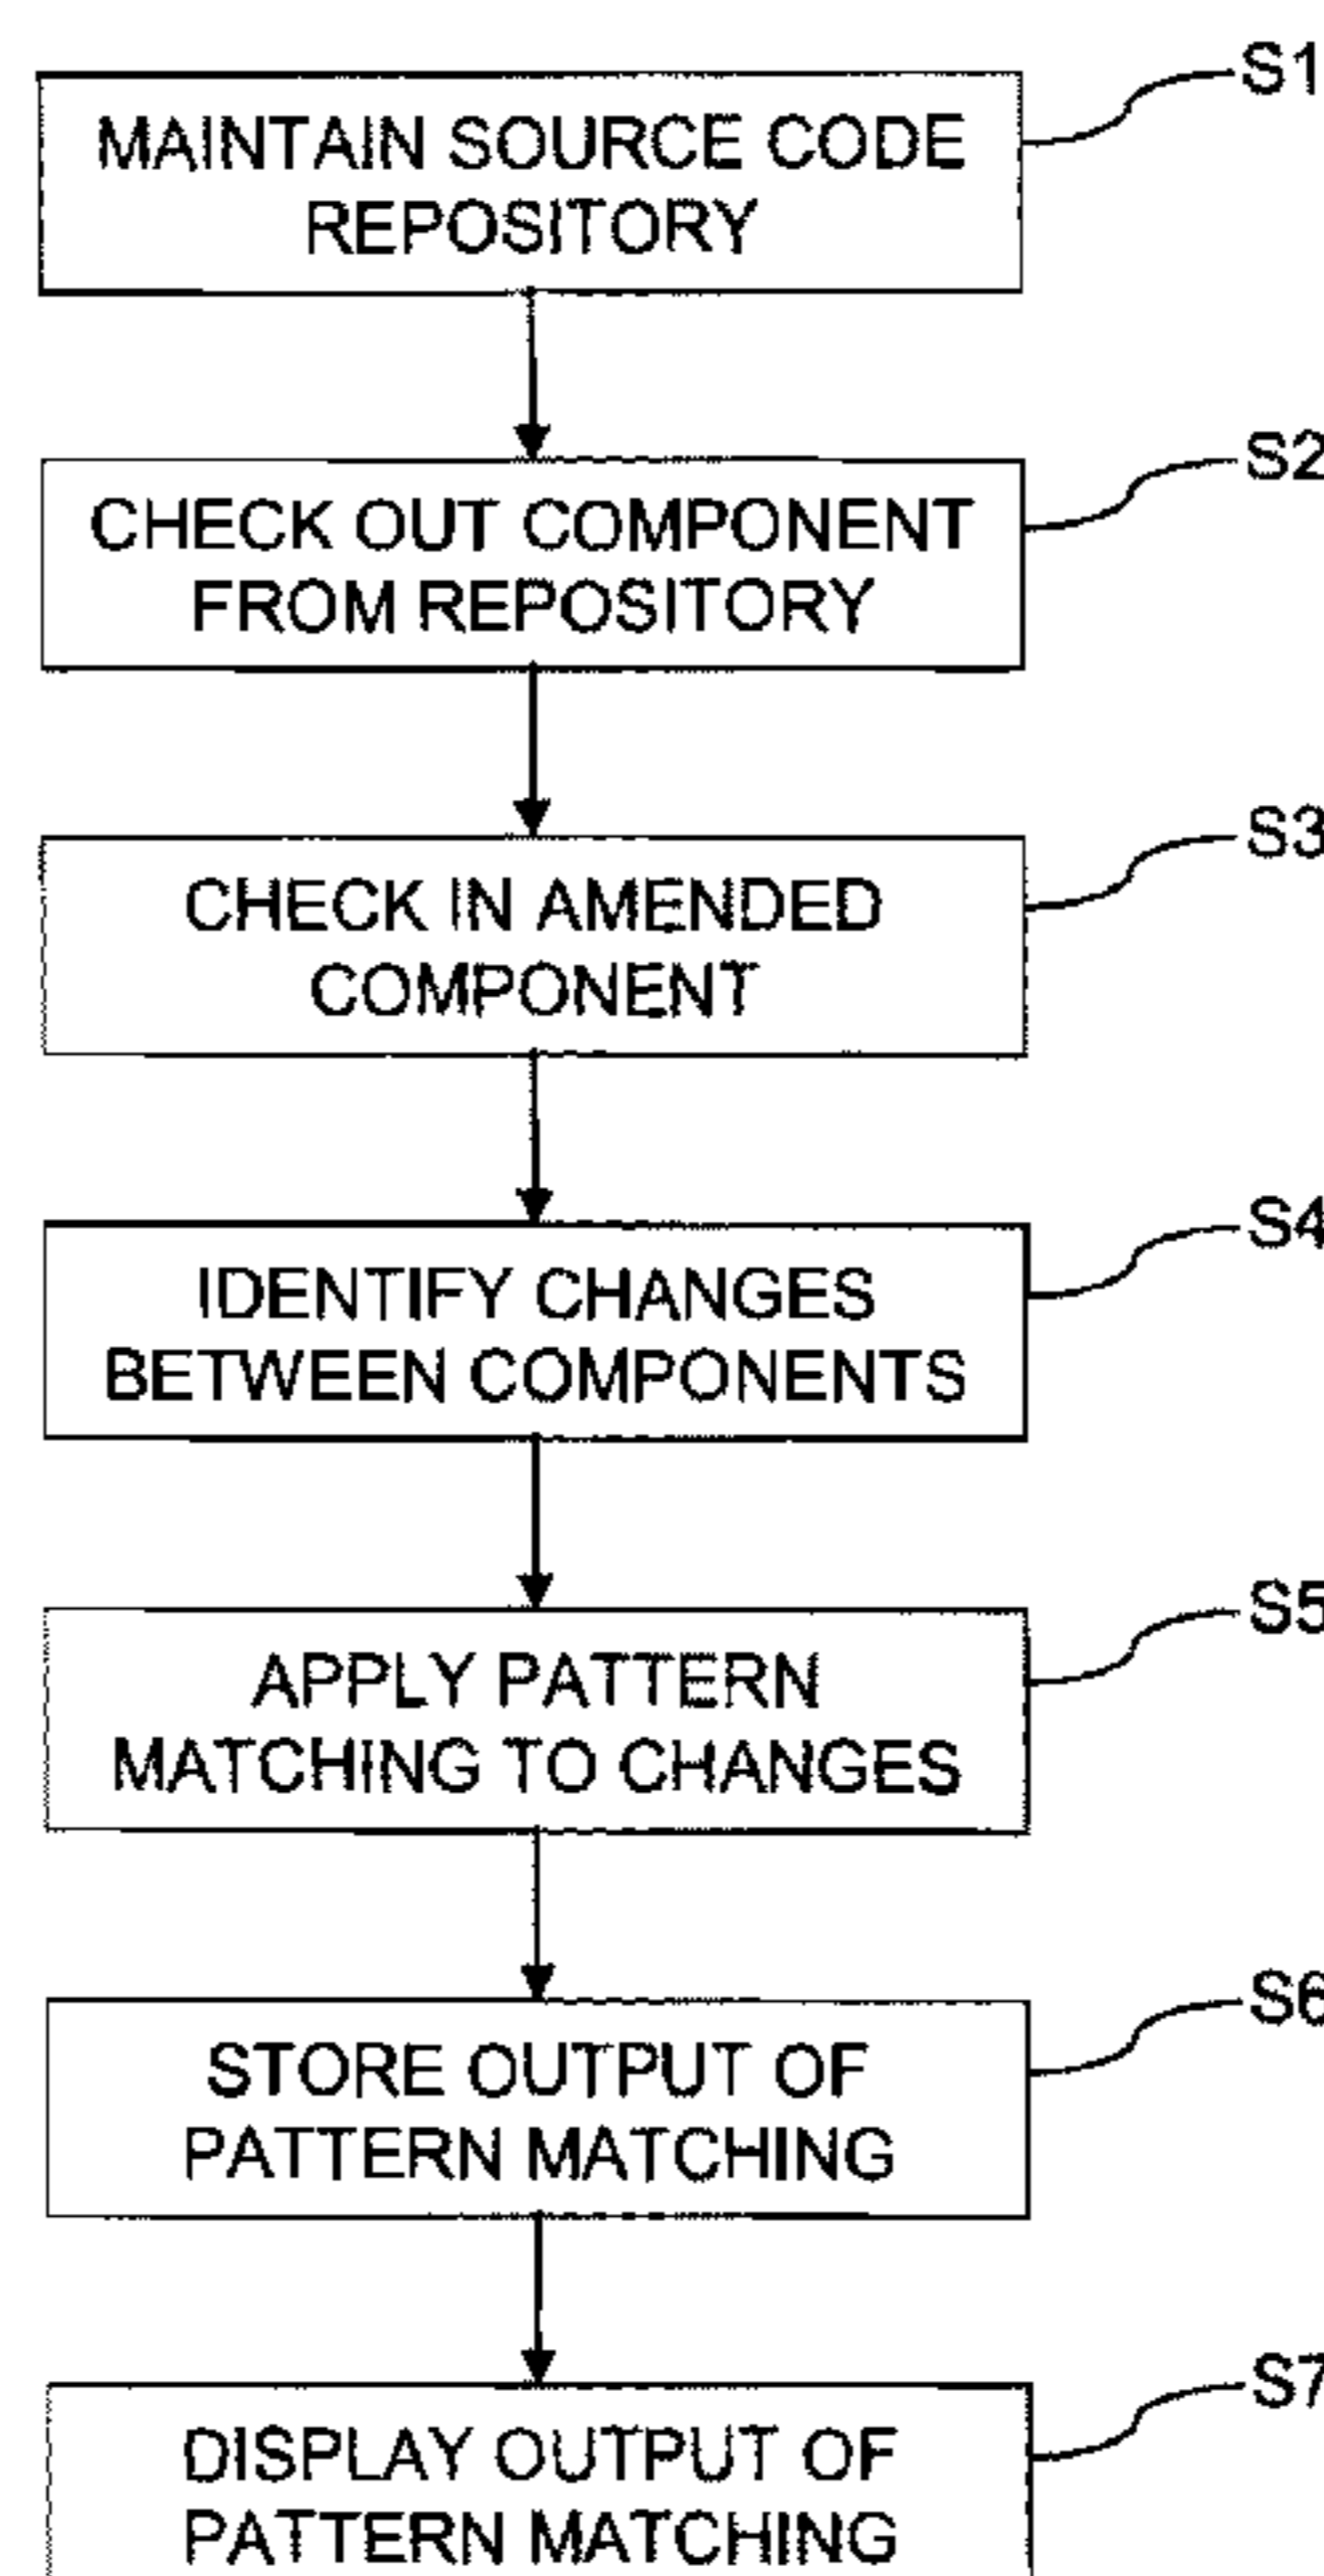 S1
MAINTAIN SOURCE CODE
REPOSITORY
S2
CHECK OUT COMPONENT
FROM REPOSITORY
S3
CHECK IN AMENDED
COMPONENT
S4
IDENTIFY CHANGES
BETWEEN COMPONENTS
S5
APPLY PATTERN
MATCHING TO CHANGES
S6
STORE OUTPUT OF
PATTERN MATCHING
S7
DISPLAY OUTPUT OF
PATTERN MATCHING